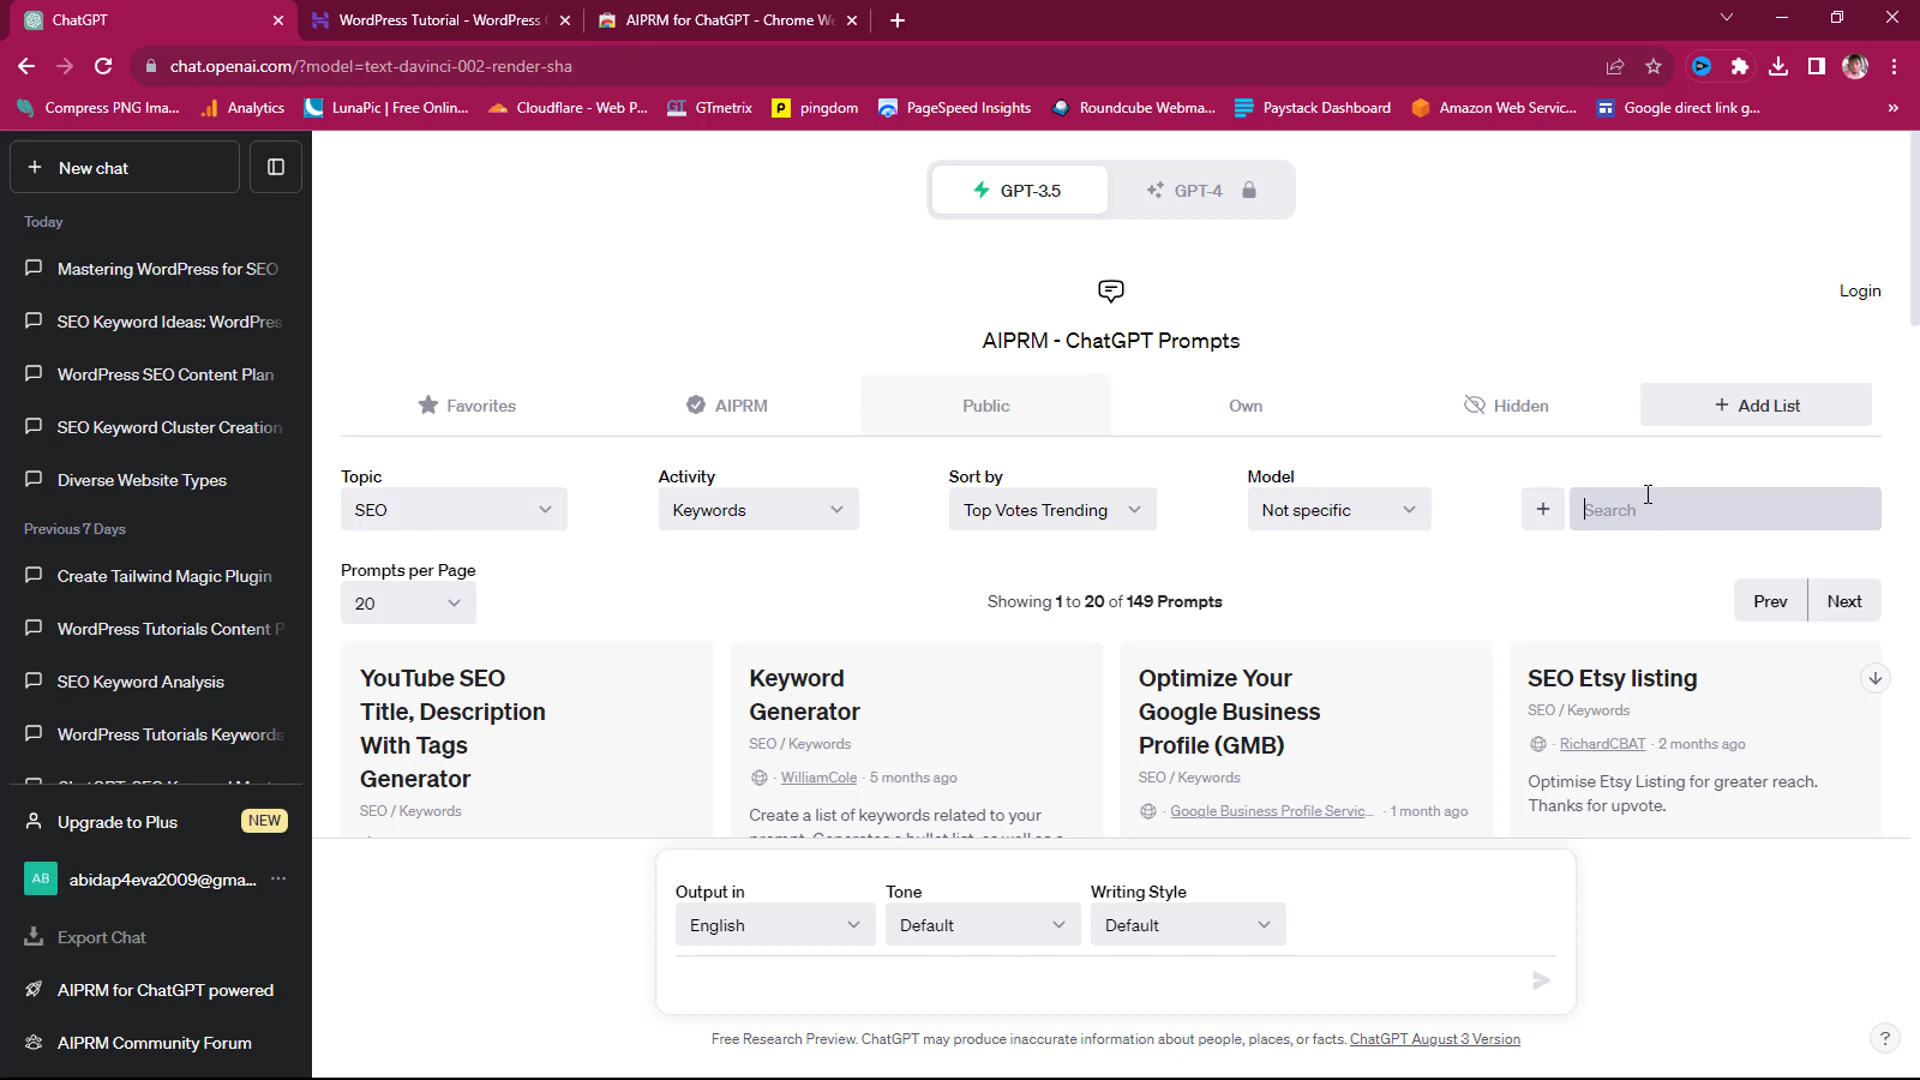 ChatGPT
WordPress Tutorial - WordPress
AIPRM for ChatGPT - Chrome We
chat.openai.com/?model=text-davinci-002-render-sha
Compress PNG Ima...
Analytics
LunaPic | Free Onlin...
Cloudflare - Web P...
GTmetrix
pingdom
PageSpeed Insights
Roundcube Webma...
Paystack Dashboard
Amazon Web Servic...
Google direct link g...
New chat
Today
Mastering WordPress for SEO
SEO Keyword Ideas: WordPres
WordPress SEO Content Plan
SEO Keyword Cluster Creation
Diverse Website Types
Previous 7 Days
Create Tailwind Magic Plugin
WordPress Tutorials Content P
SEO Keyword Analysis
WordPress Tutorials Keywords
Upgrade to Plus
NEW
AB
abidap4eva2009@gma...
Export Chat
AIPRM for ChatGPT powered
AIPRM Community Forum
GPT-3.5
GPT-4
Login
AIPRM - ChatGPT Prompts
Favorites
AIPRM
Public
Own
Hidden
+ Add List
Topic
SEO
Activity
Keywords
Sort by
Top Votes Trending
Model
Not specific
+
Search
Prompts per Page
20
Showing 1 to 20 of 149 Prompts
Prev
Next
YouTube SEO
Title, Description
With Tags
Generator
SEO / Keywords
Keyword
Generator
SEO / Keywords
· WilliamCole · 5 months ago
Create a list of keywords related to your
Optimize Your
Google Business
Profile (GMB)
SEO / Keywords
· Google Business Profile Servic... · 1 month ago
SEO Etsy listing
SEO / Keywords
· RichardCBAT · 2 months ago
Optimise Etsy Listing for greater reach.
Thanks for upvote.
Output in
English
Tone
Default
Writing Style
Default
Free Research Preview. ChatGPT may produce inaccurate information about people, places, or facts. ChatGPT August 3 Version
?